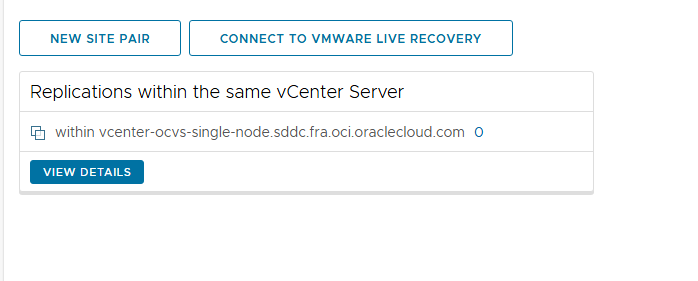 NEW SITE PAIR
CONNECT TO VMWARE LIVE RECOVERY
Replications within the same vCenter Server
within vcenter-ocvs-single-node.sddc.fra.oci.oraclecloud.com 0
VIEW DETAILS